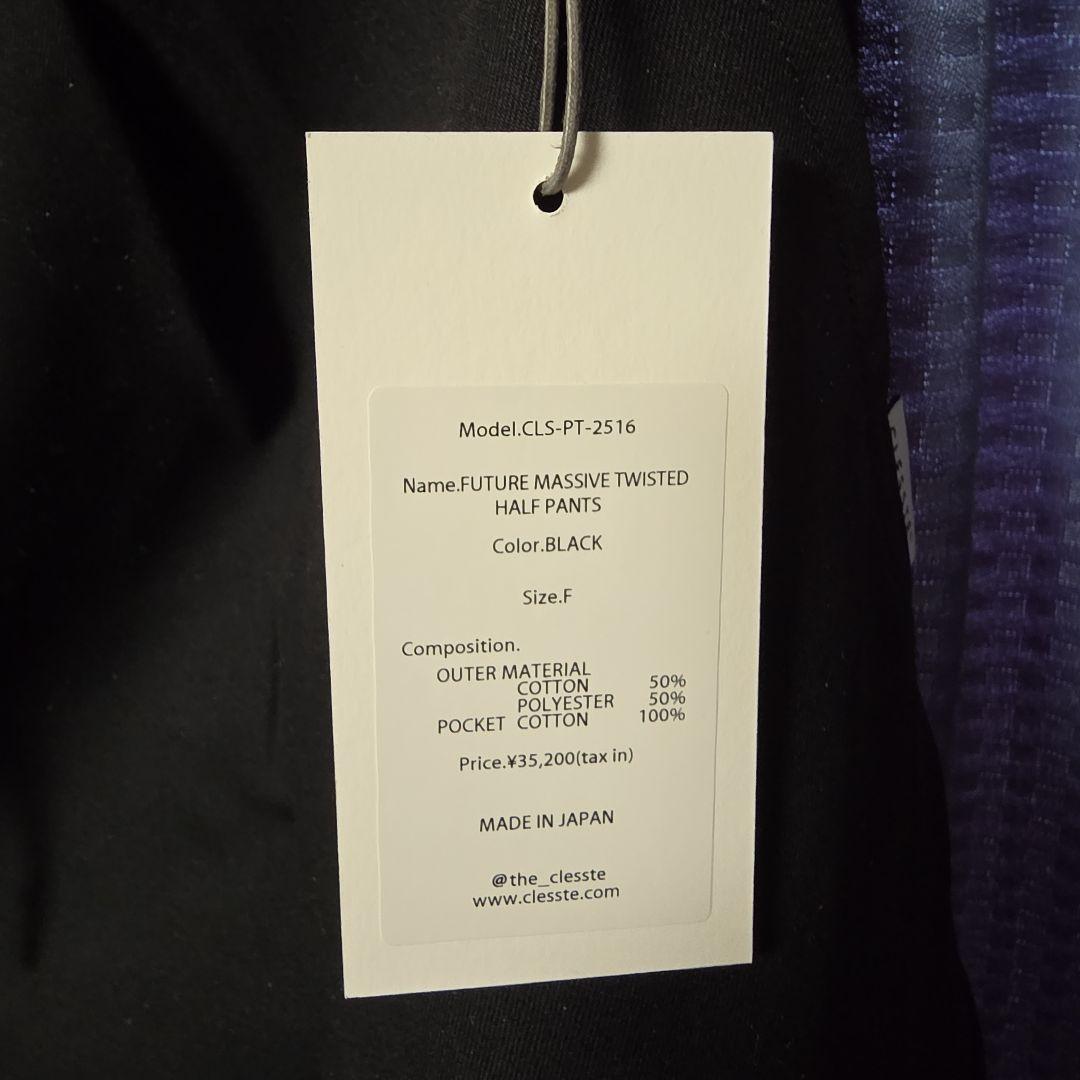 Model.CLS-PT-2516
Name.FUTURE MASSIVE TWISTED
HALF PANTS
Color.BLACK
Size.F
Composition.
OUTER MATERIAL
COTTON 50%
POLYESTER 50%
POCKET COTTON 100%
Price.¥35,200(tax in)
MADE IN JAPAN
@the_clesste
www.clesste.com